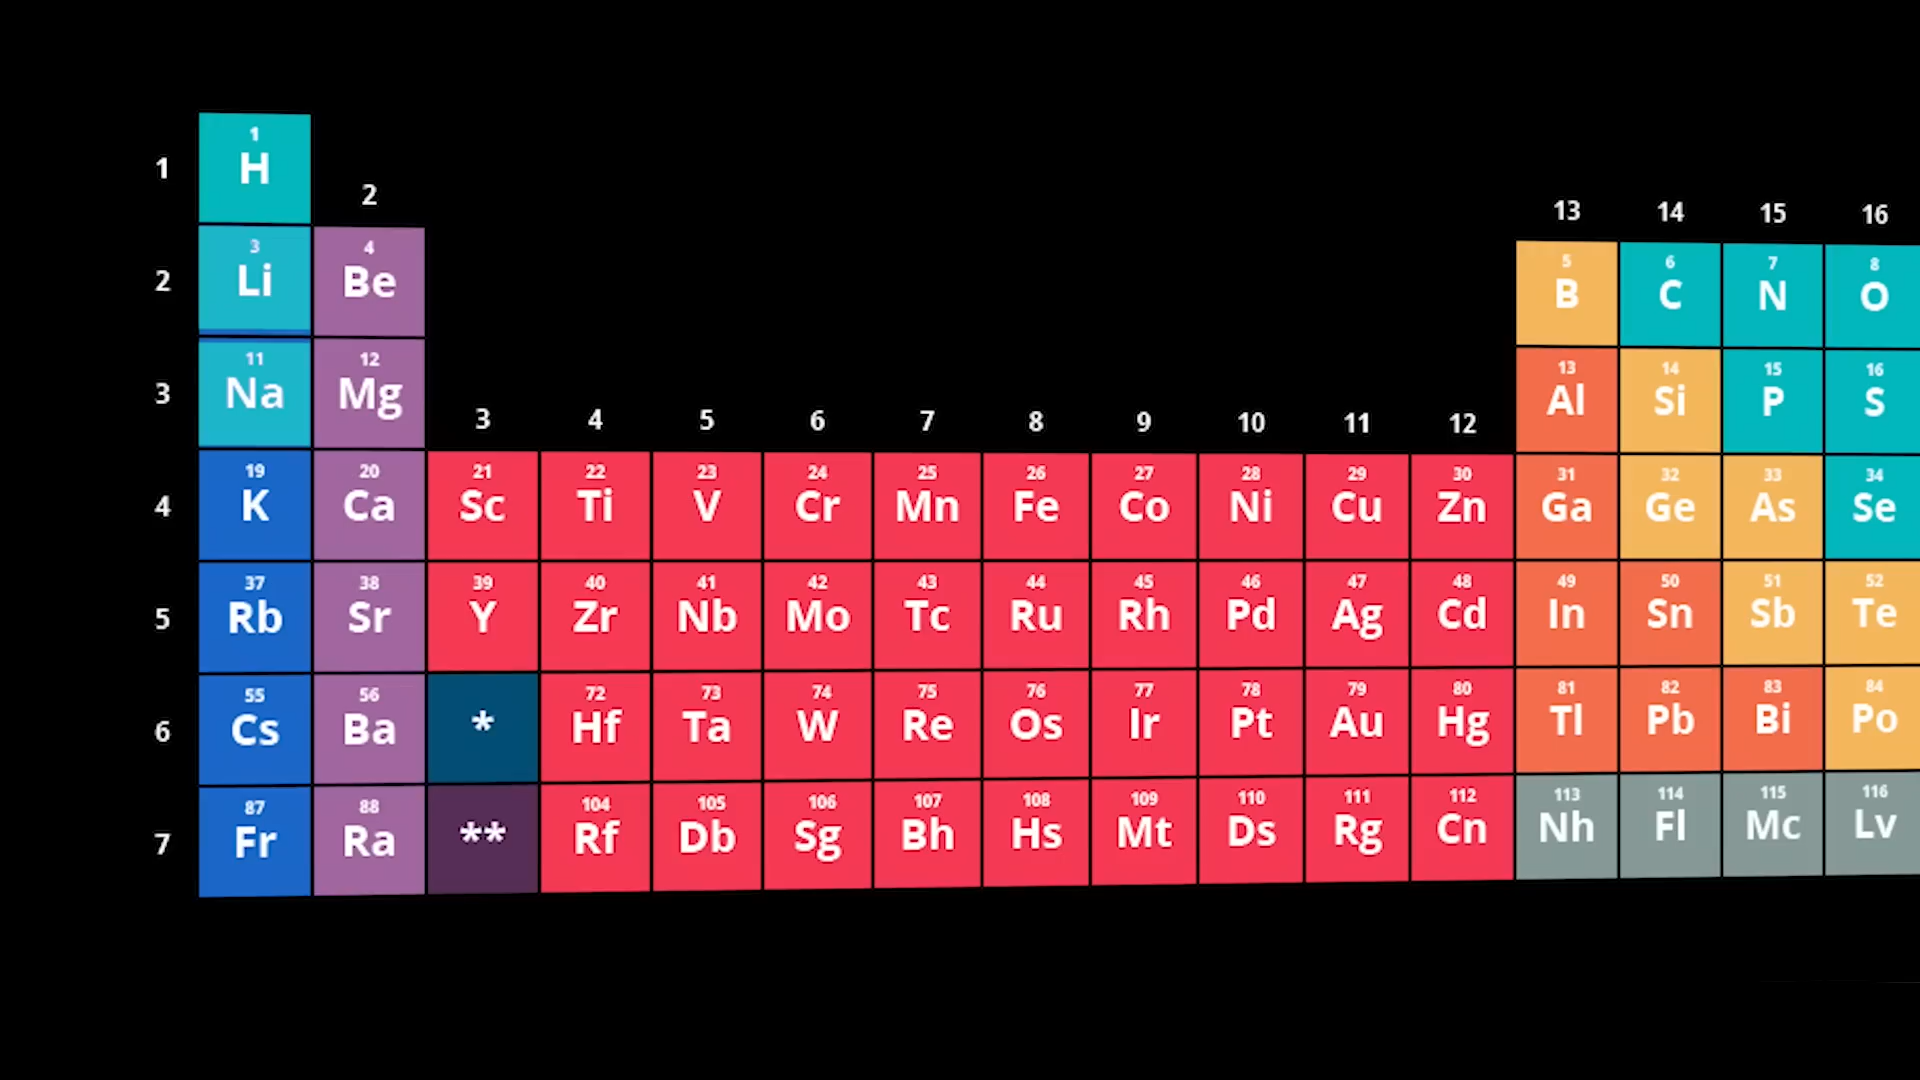 1
H
1
2
13
14
15
16
3
Li
4
Be
5
B
6
C
7
N
8
O
2
11
Na
12
Mg
13
Al
14
Si
15
P
16
S
3
3
4
5
6
7
8
9
10
11
12
19
K
20
Ca
21
Sc
22
Ti
23
V
24
Cr
25
Mn
26
Fe
27
Co
28
Ni
29
Cu
30
Zn
31
Ga
32
Ge
33
As
34
Se
4
37
Rb
38
Sr
39
Y
40
Zr
41
Nb
42
Mo
43
Tc
44
Ru
45
Rh
46
Pd
47
Ag
48
Cd
49
In
50
Sn
51
Sb
52
Te
5
55
Cs
56
Ba
*
72
Hf
73
Ta
74
W
75
Re
76
Os
77
Ir
78
Pt
79
Au
80
Hg
81
Tl
82
Pb
83
Bi
84
Po
6
87
Fr
88
Ra
**
104
Rf
105
Db
106
Sg
107
Bh
108
Hs
109
Mt
110
Ds
111
Rg
112
Cn
113
Nh
114
Fl
115
Mc
116
Lv
7